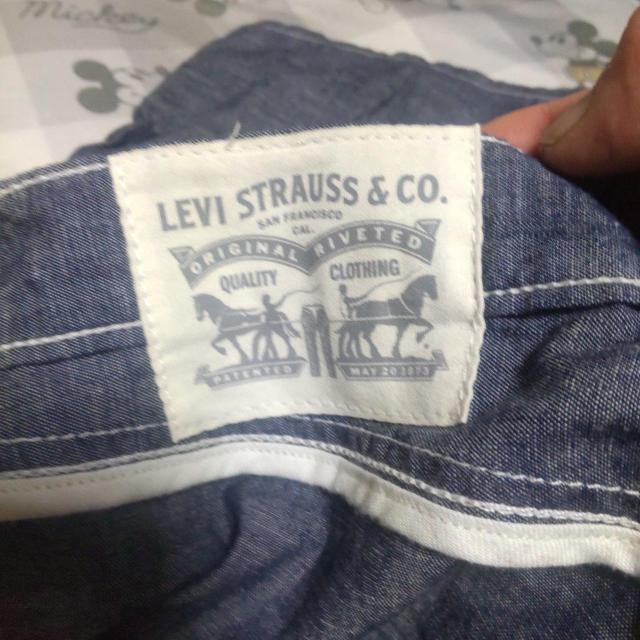 Mickey
LEVI STRAUSS & CO.
SAN FRANCISCO
CAL.
ORIGINAL RIVETED
QUALITY CLOTHING
PATENTED MAY 20 1873